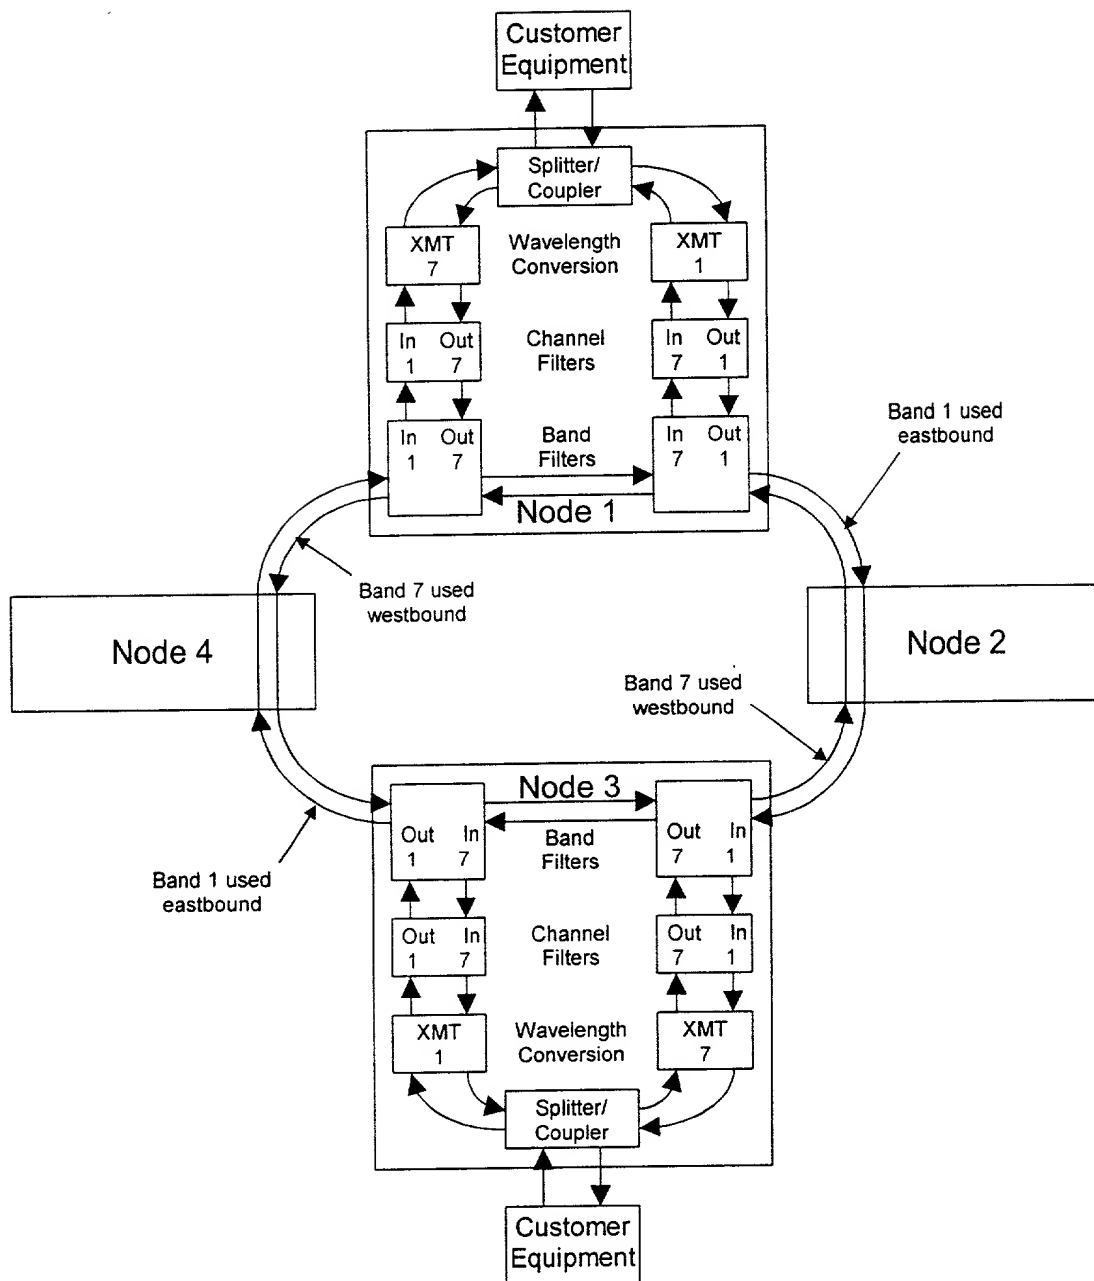 Customer
Equipment
Splitter/
Coupler
XMT
7
Wavelength
Conversion
XMT
1
In Out
1 7
Channel
Filters
In Out
7 1
In Out
1 7
Band
Filters
In Out
7 1
Node 1
Band 1 used
eastbound
Band 7 used
westbound
Node 4
Node 2
Band 7 used
westbound
Node 3
Out In
1 7
Band
Filters
Out In
7 1
Band 1 used
eastbound
Out In
1 7
Channel
Filters
Out In
7 1
XMT
1
Wavelength
Conversion
XMT
7
Splitter/
Coupler
Customer
Equipment